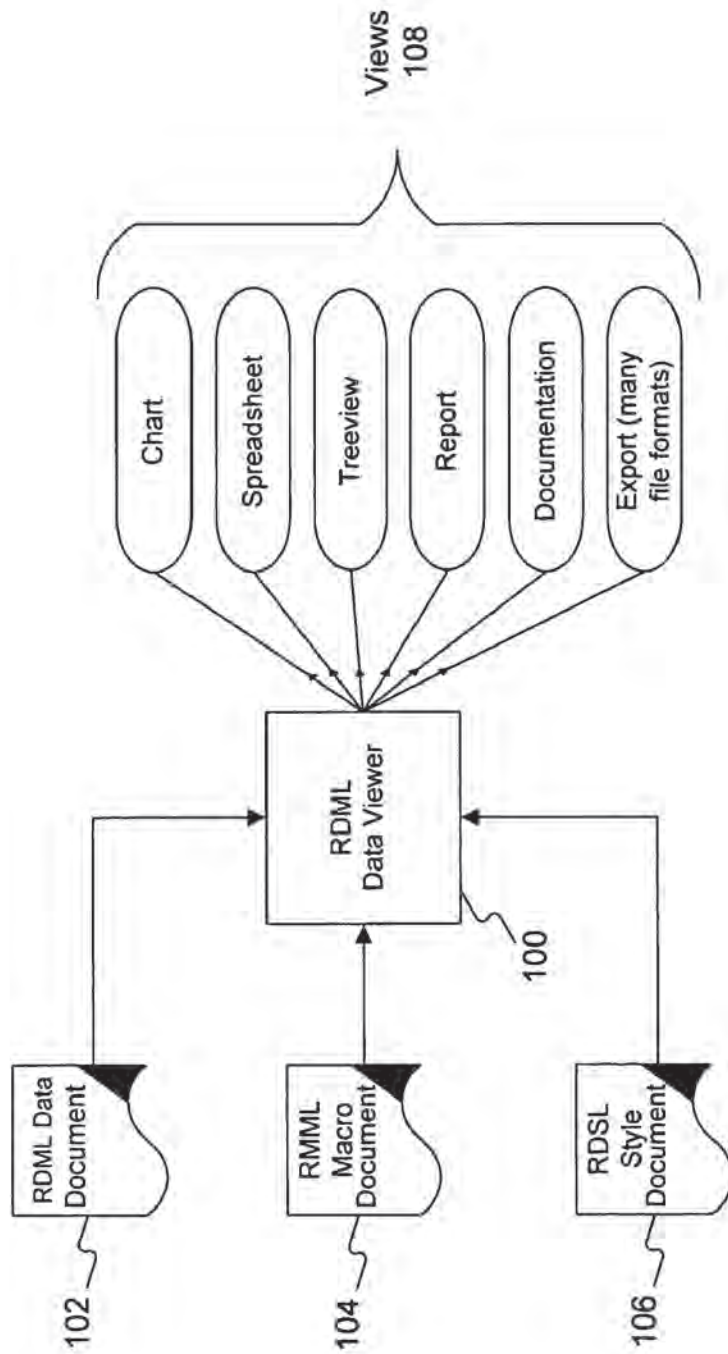 102
RDML Data
Document
104
RMML
Macro
Document
106
RDSL
Style
Document
RDML
Data Viewer
100
Chart
Spreadsheet
Treeview
Report
Documentation
Export (many
file formats)
Views
108